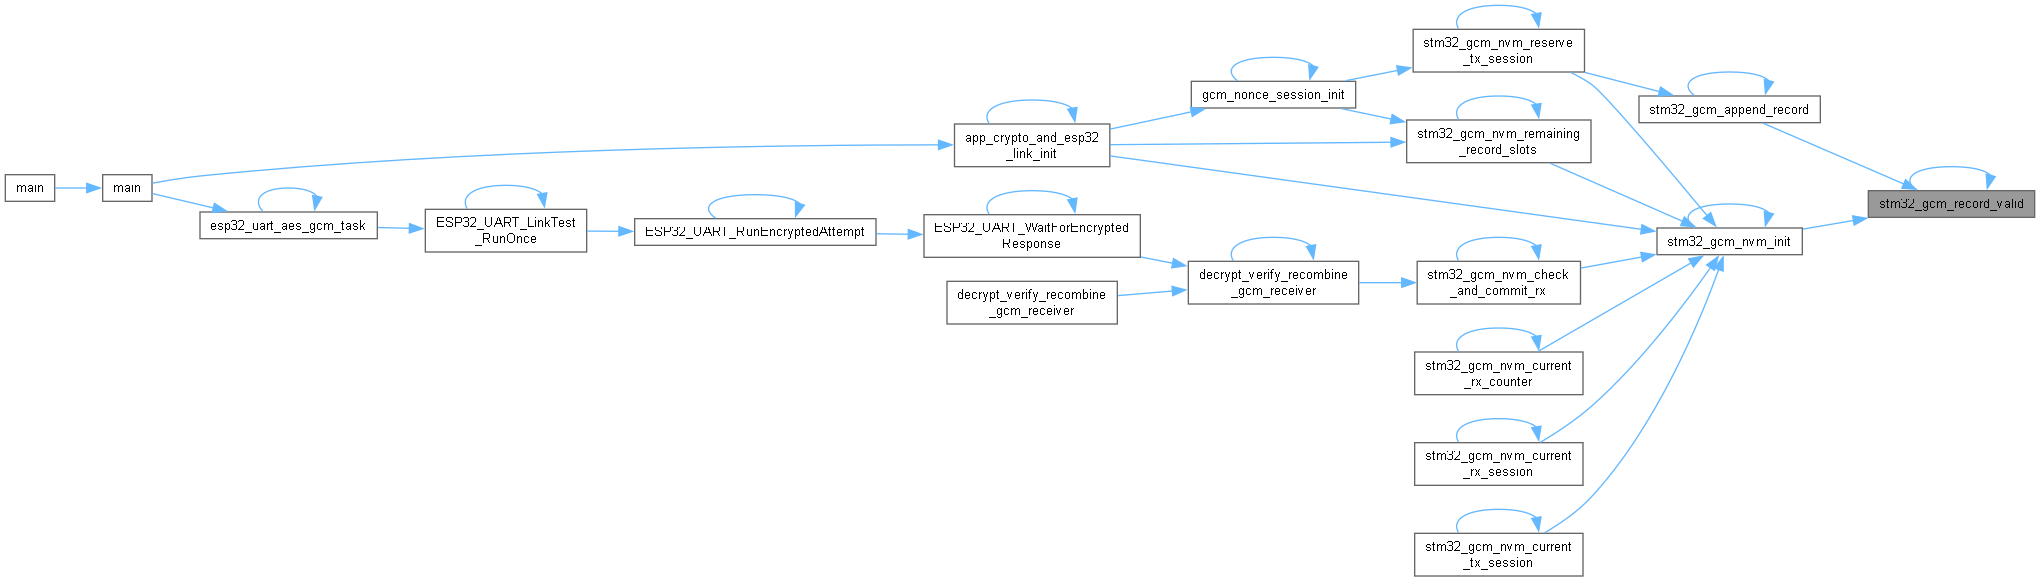 main
main
esp32_uart_aes_gcm_task
ESP32_UART_LinkTest
_RunOnce
ESP32_UART_RunEncryptedAttempt
app_crypto_and_esp32
_link_init
ESP32_UART_WaitForEncrypted
Response
decrypt_verify_recombine
_gcm_receiver
gcm_nonce_session_init
decrypt_verify_recombine
_gcm_receiver
stm32_gcm_nvm_reserve
_tx_session
stm32_gcm_nvm_remaining
_record_slots
stm32_gcm_nvm_check
_and_commit_rx
stm32_gcm_nvm_current
_rx_counter
stm32_gcm_nvm_current
_rx_session
stm32_gcm_nvm_current
_tx_session
stm32_gcm_append_record
stm32_gcm_nvm_init
stm32_gcm_record_valid